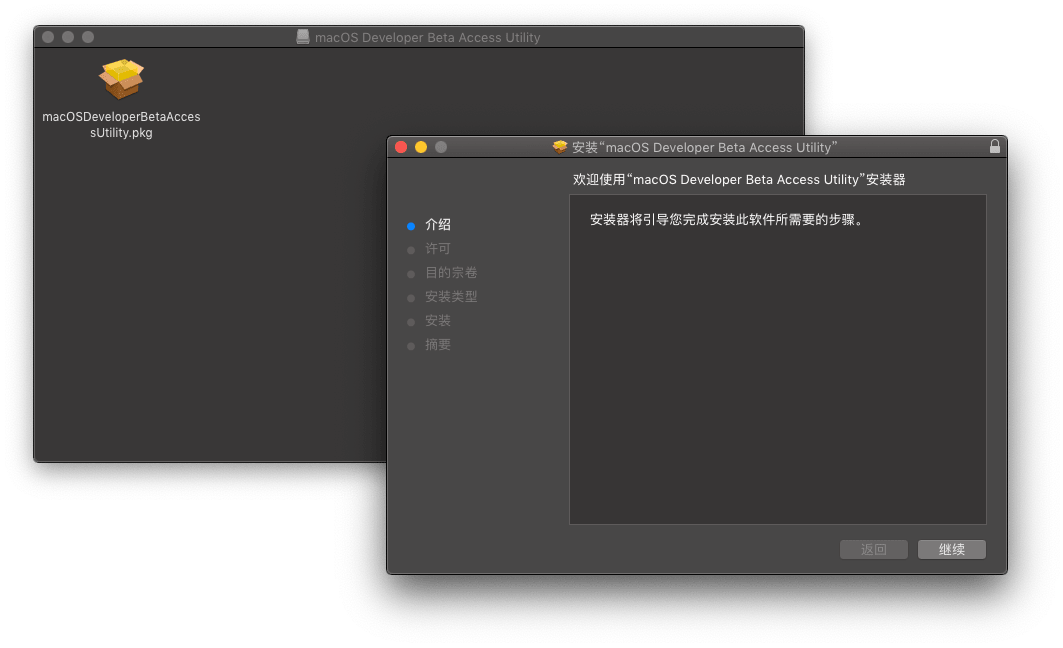 macOS Developer Beta Access Utility
macOSDeveloperBetaAcces
sUtility.pkg
安装“macOS Developer Beta Access Utility”
欢迎使用“macOS Developer Beta Access Utility”安装器
介绍
许可
目的宗卷
安装类型
安装
摘要
安装器将引导您完成安装此软件所需要的步骤。
返回
继续